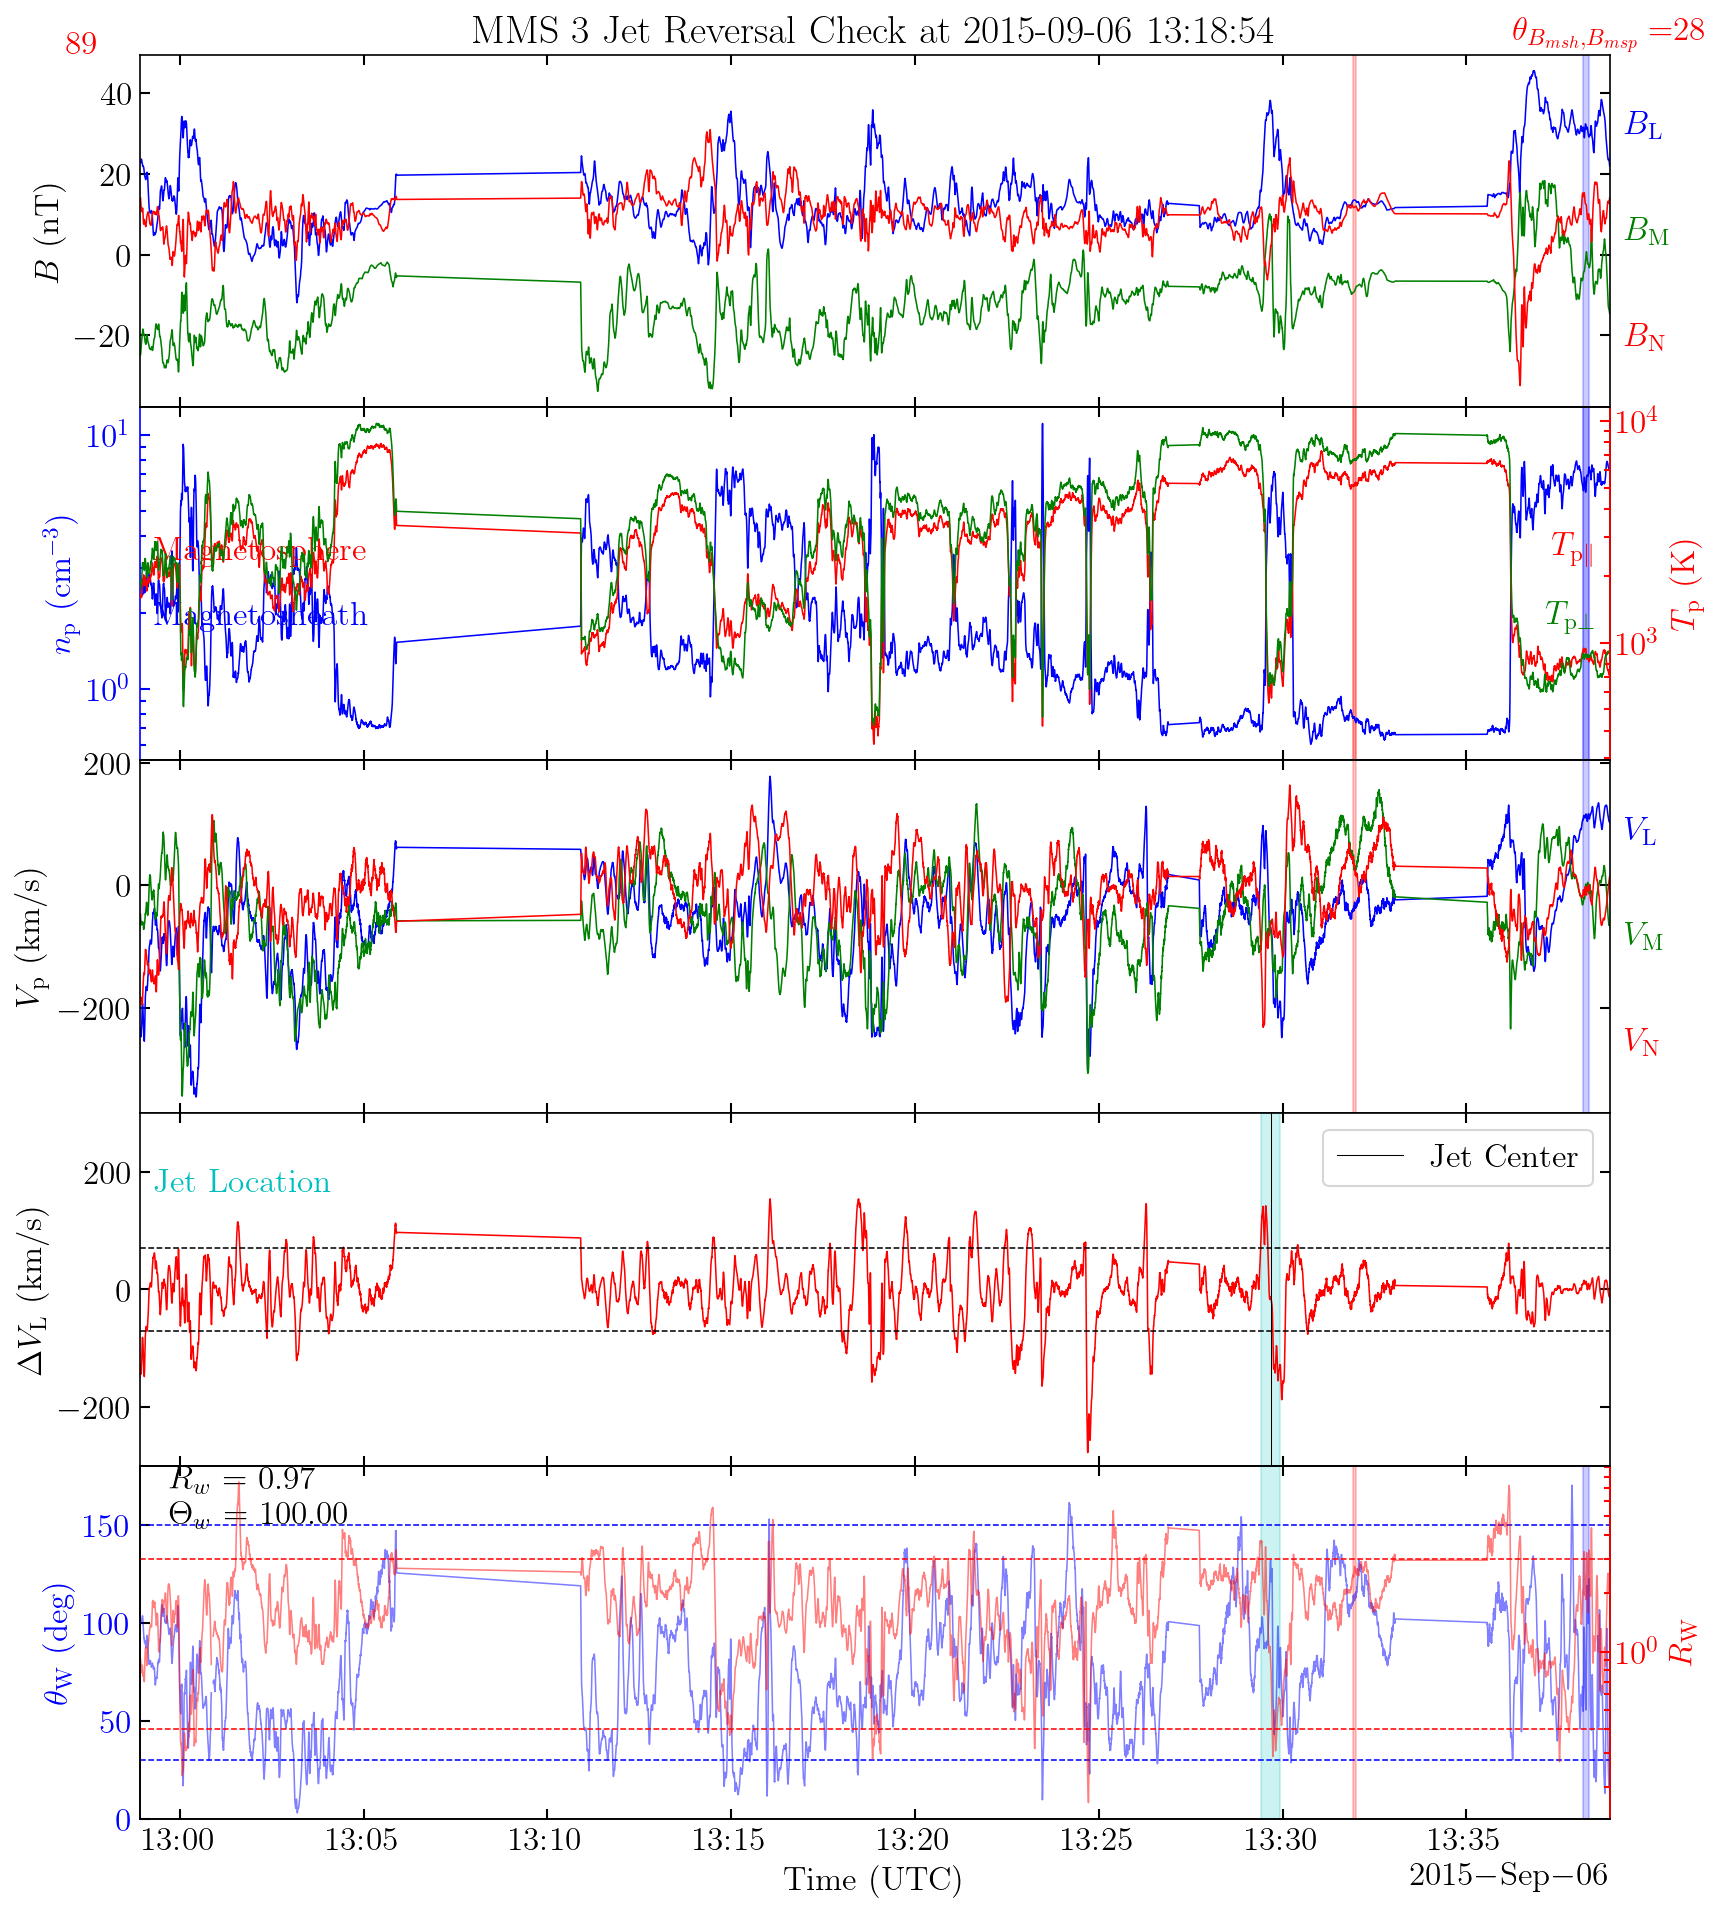 MMS 3 Jet Reversal Check at 2015-09-06 13:18:54
89
θ_{B_{msh},B_{msp}} =28
40
20
0
−20
B (nT)
B_L
B_M
B_N
10^1
10^0
n_p (cm^{−3})
Magnetosphere
Magnetosheath
10^4
10^3
T_p (K)
T_{p∥}
T_{p⊥}
200
0
−200
V_p (km/s)
V_L
V_M
V_N
200
0
−200
ΔV_L (km/s)
Jet Location
Jet Center
R_w = 0.97
Θ_w = 100.00
150
100
50
0
θ_W (deg)
10^0
R_W
13:00 13:05 13:10 13:15 13:20 13:25 13:30 13:35
Time (UTC)
2015−Sep−06